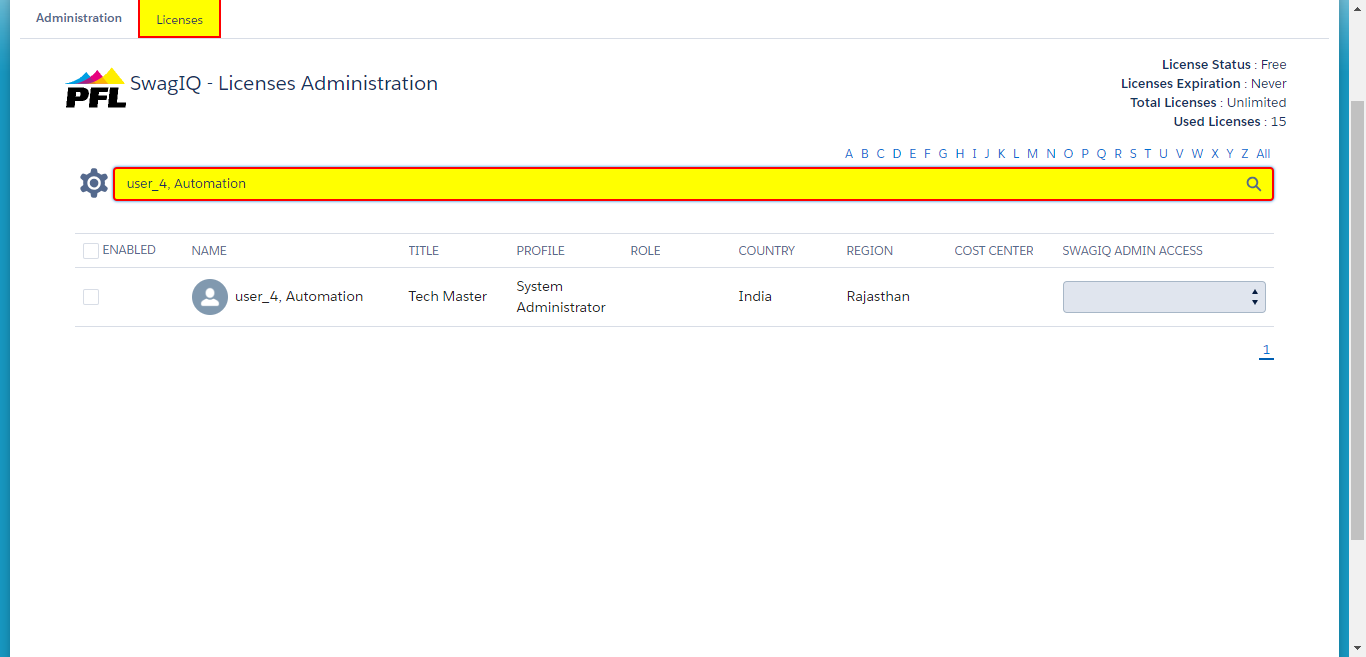 Administration Licenses
PFL SwagIQ - Licenses Administration
License Status : Free
Licenses Expiration : Never
Total Licenses : Unlimited
Used Licenses : 15
A B C D E F G H I J K L M N O P Q R S T U V W X Y Z All
user_4, Automation
ENABLED NAME TITLE PROFILE ROLE COUNTRY REGION COST CENTER SWAGIQ ADMIN ACCESS
user_4, Automation Tech Master System Administrator India Rajasthan
1